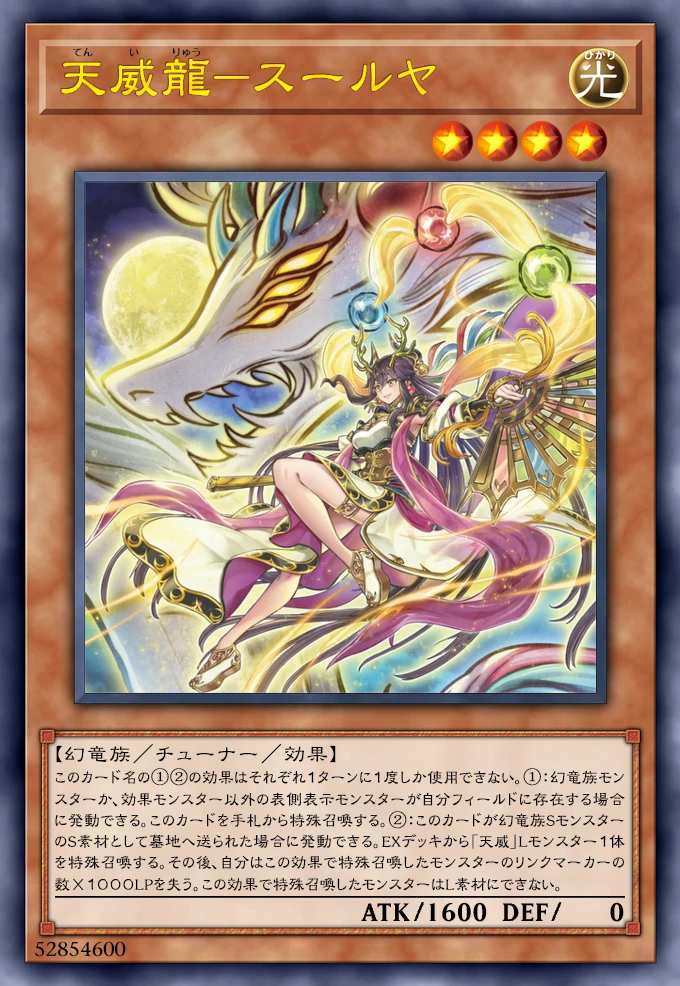 てん い りゅう
天威龍－スールヤ
ひかり
光
【幻竜族／チューナー／効果】
このカード名の①②の効果はそれぞれ1ターンに1度しか使用できない。①：幻竜族モン
スターか、効果モンスター以外の表側表示モンスターが自分フィールドに存在する場合
に発動できる。このカードを手札から特殊召喚する。②：このカードが幻竜族Sモンスター
のS素材として墓地へ送られた場合に発動できる。EXデッキから「天威」Lモンスター1体
を特殊召喚する。その後、自分はこの効果で特殊召喚したモンスターのリンクマーカーの
数×1000LPを失う。この効果で特殊召喚したモンスターはL素材にできない。
ATK/1600 DEF/ 0
52854600